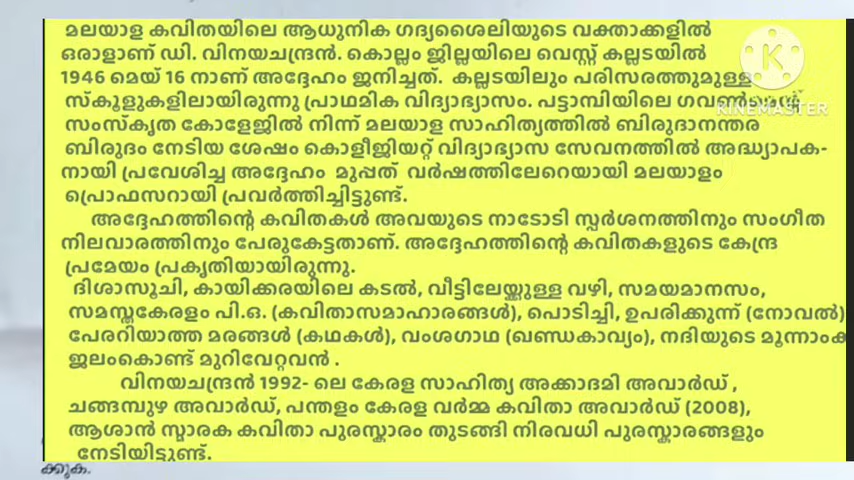 മലയാള കവിതയിലെ ആധുനിക ഗദ്യശൈലിയുടെ വക്താക്കളിൽ
ഒരാളാണ് ഡി. വിനയചന്ദ്രൻ. കൊല്ലം ജില്ലയിലെ വെസ്റ്റ് കല്ലടയിൽ
1946 മെയ് 16 നാണ് അദ്ദേഹം ജനിച്ചത്. കല്ലടയിലും പരിസരത്തുമുള്ള
സ്കൂളുകളിലായിരുന്നു പ്രാഥമിക വിദ്യാഭ്യാസം. പട്ടാമ്പിയിലെ
KINEMASTER
സംസ്കൃത കോളേജിൽ നിന്ന് മലയാള സാഹിത്യത്തിൽ ബിരുദാനന്തര
ബിരുദം നേടിയ ശേഷം കൊളീജിയറ്റ് വിദ്യാഭ്യാസ സേവനത്തിൽ അദ്ധ്യാപക-
നായി പ്രവേശിച്ച അദ്ദേഹം മുപ്പത് വർഷത്തിലേറെയായി മലയാളം
പ്രൊഫസറായി പ്രവർത്തിച്ചിട്ടുണ്ട്.
അദ്ദേഹത്തിന്റെ കവിതകൾ അവയുടെ നാടോടി സ്പർശനത്തിനും സംഗീത
നിലവാരത്തിനും പേരുകേട്ടതാണ്. അദ്ദേഹത്തിന്റെ കവിതകളുടെ കേന്ദ്ര
പ്രമേയം പ്രകൃതിയായിരുന്നു.
ദിശാസൂചി, കായിക്കരയിലെ കടൽ, വീട്ടിലേയ്ക്കുള്ള വഴി, സമയമാനസം,
സമസ്തകേരളം പി.ഒ. (കവിതാസമാഹാരങ്ങൾ), പൊടിച്ചി, ഉപരിക്കുന്ന് (നോവൽ)
പേരറിയാത്ത മരങ്ങൾ (കഥകൾ), വംശഗാഥ (ഖണ്ഡകാവ്യം), നദിയുടെ
ജലംകൊണ്ട് മുറിവേറ്റവൻ .
വിനയചന്ദ്രൻ 1992- ലെ കേരള സാഹിത്യ അക്കാദമി അവാർഡ് ,
ചങ്ങമ്പുഴ അവാർഡ്, പന്തളം കേരള വർമ്മ കവിതാ അവാർഡ് (2008),
ആശാൻ സ്മാരക കവിതാ പുരസ്കാരം തുടങ്ങി നിരവധി പുരസ്കാരങ്ങളും
നേടിയിട്ടുണ്ട്.
ക്കുക.